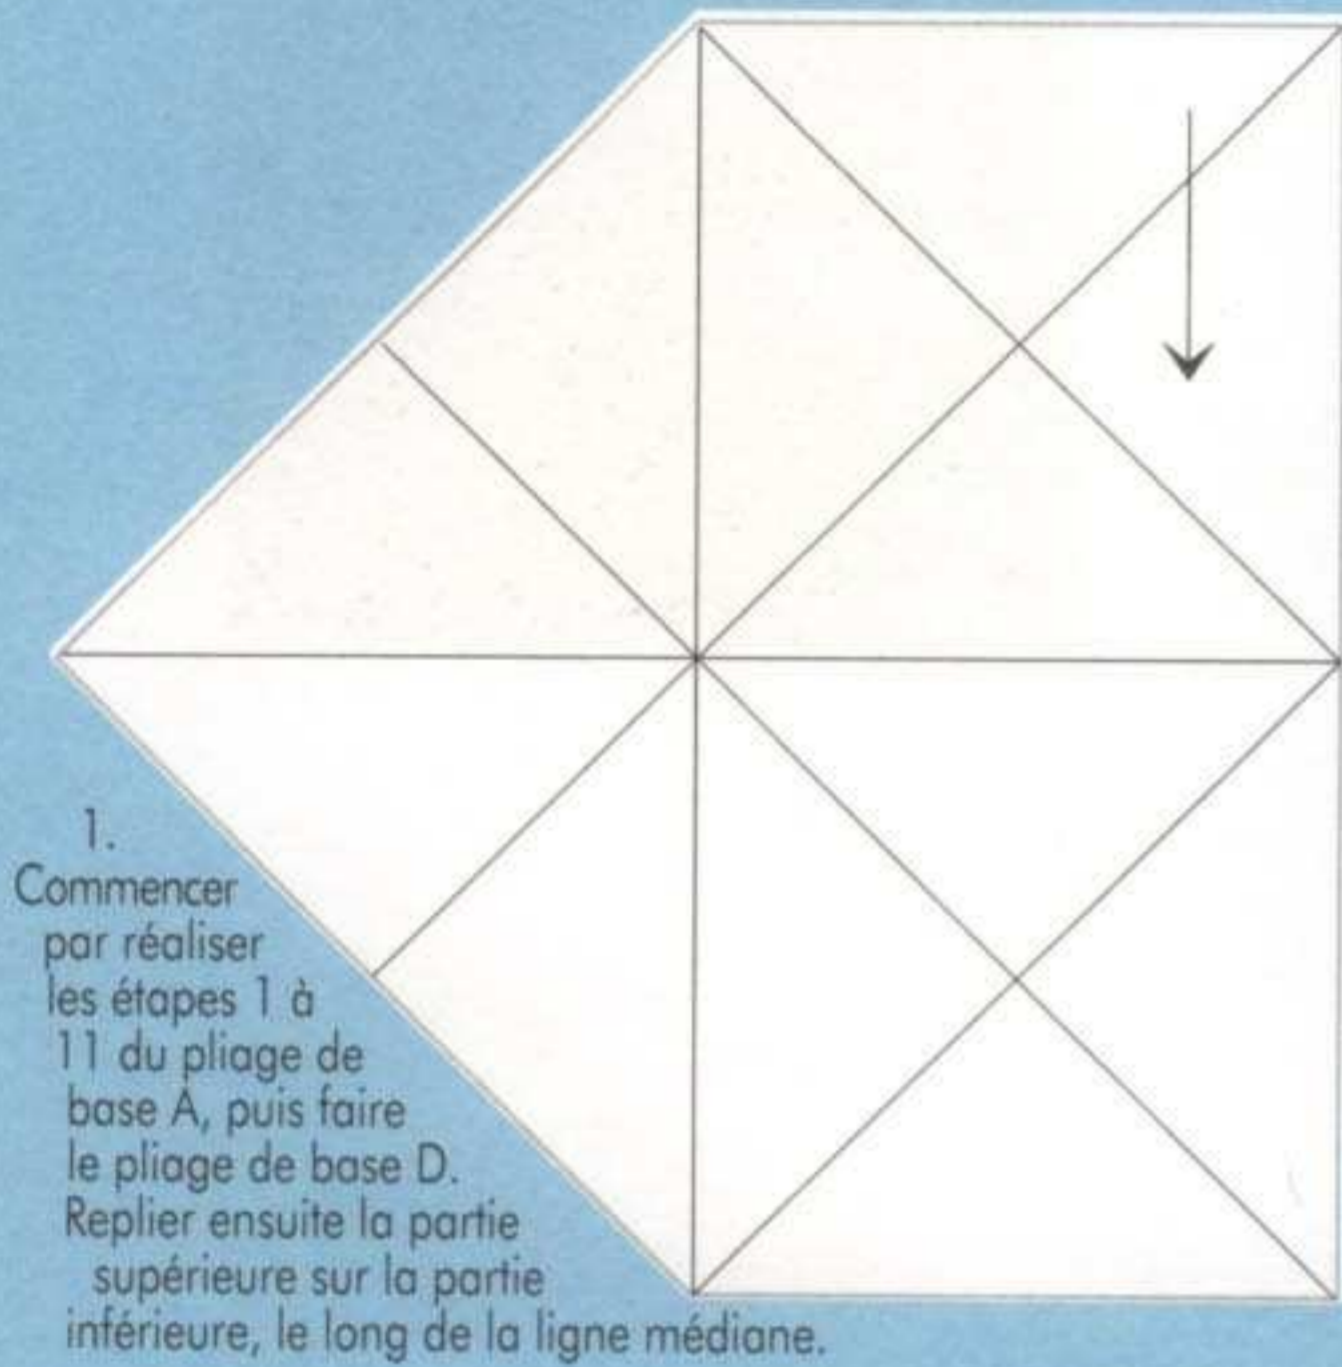 1.
Commencer
par réaliser
les étapes 1 à
11 du pliage de
base A, puis faire
le pliage de base D.
Replier ensuite la partie
supérieure sur la partie
inférieure, le long de la ligne médiane.